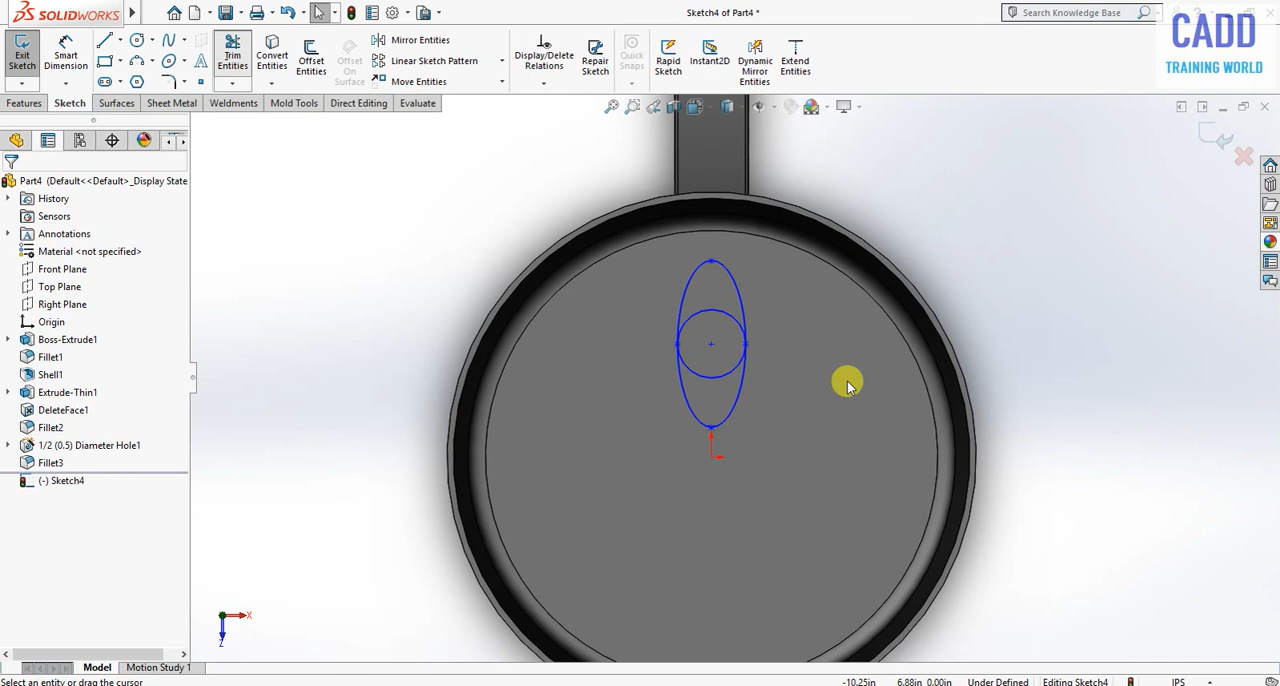 SOLIDWORKS
Sketch4 of Part4 *
Search Knowledge Base
CADD
TRAINING WORLD
Exit Sketch
Smart Dimension
Trim Entities
Convert Entities
Offset Entities
Offset On Surface
Mirror Entities
Linear Sketch Pattern
Move Entities
Display/Delete Relations
Repair Sketch
Quick Snaps
Rapid Sketch
Instant2D
Dynamic Mirror Entities
Extend Entities
Features Sketch Surfaces Sheet Metal Weldments Mold Tools Direct Editing Evaluate
Part4 (Default<<Default>_Display State
History
Sensors
Annotations
Material <not specified>
Front Plane
Top Plane
Right Plane
Origin
Boss-Extrude1
Fillet1
Shell1
Extrude-Thin1
DeleteFace1
Fillet2
1/2 (0.5) Diameter Hole1
Fillet3
(-) Sketch4
X
Z
Model Motion Study 1
Select an entity or drag the cursor
-10.25in 6.88in 0.00in Under Defined Editing Sketch4 IPS